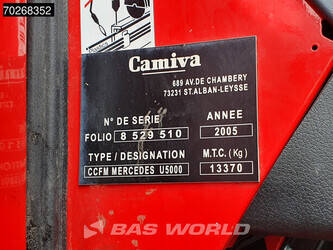 70268352
Camiva
689 AV.DE CHAMBERY
73231 ST.ALBAN-LEYSSE
N° DE SERIE ANNEE
FOLIO 8 529 510 2005
TYPE / DESIGNATION M.T.C. (Kg)
CCFM MERCEDES U5000 13370
BAS WORLD